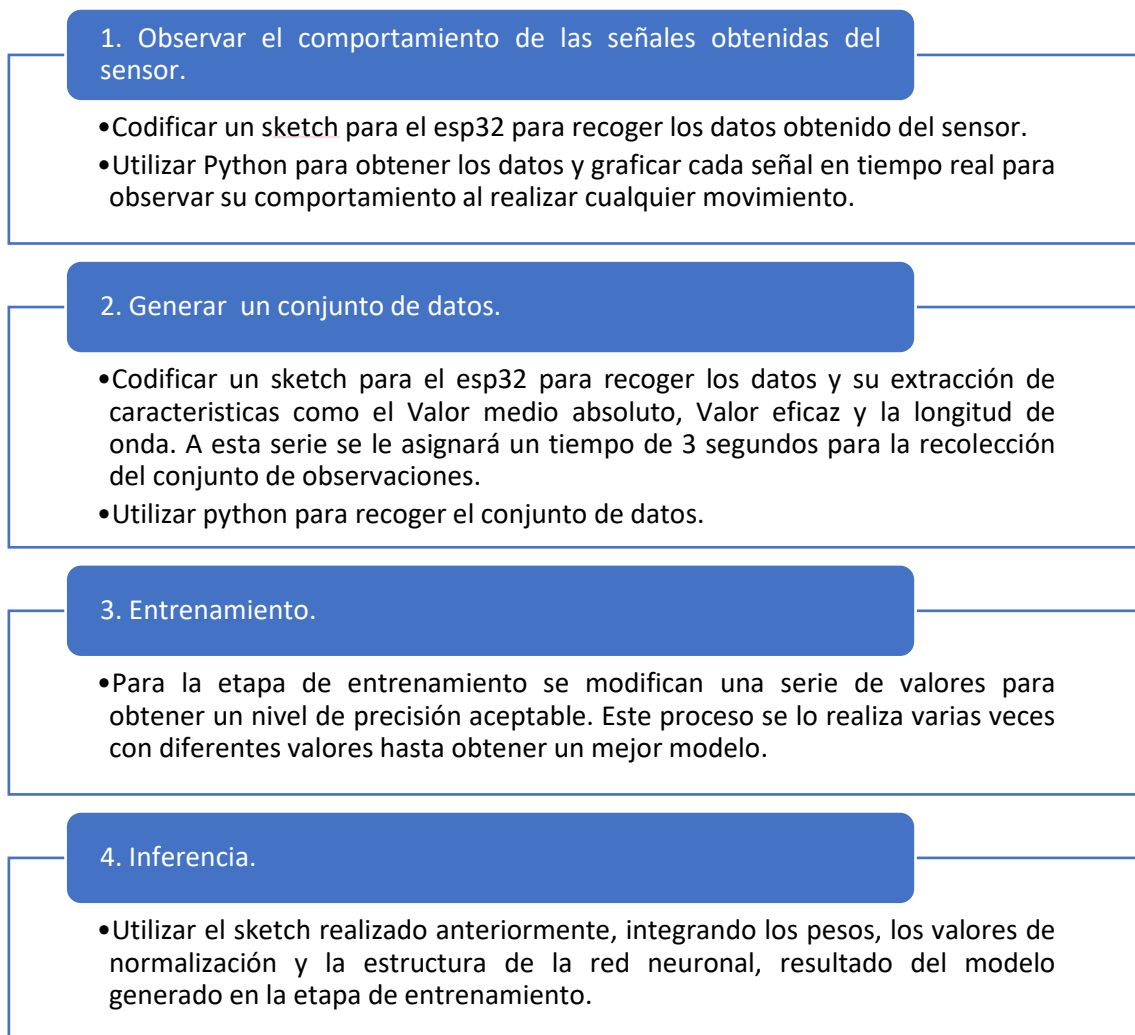 1. Observar el comportamiento de las señales obtenidas del
sensor.
•Codificar un sketch para el esp32 para recoger los datos obtenido del sensor.
•Utilizar Python para obtener los datos y graficar cada señal en tiempo real para
observar su comportamiento al realizar cualquier movimiento.
2. Generar un conjunto de datos.
•Codificar un sketch para el esp32 para recoger los datos y su extracción de
caracteristicas como el Valor medio absoluto, Valor eficaz y la longitud de
onda. A esta serie se le asignará un tiempo de 3 segundos para la recolección
del conjunto de observaciones.
•Utilizar python para recoger el conjunto de datos.
3. Entrenamiento.
•Para la etapa de entrenamiento se modifican una serie de valores para
obtener un nivel de precisión aceptable. Este proceso se lo realiza varias veces
con diferentes valores hasta obtener un mejor modelo.
4. Inferencia.
•Utilizar el sketch realizado anteriormente, integrando los pesos, los valores de
normalización y la estructura de la red neuronal, resultado del modelo
generado en la etapa de entrenamiento.